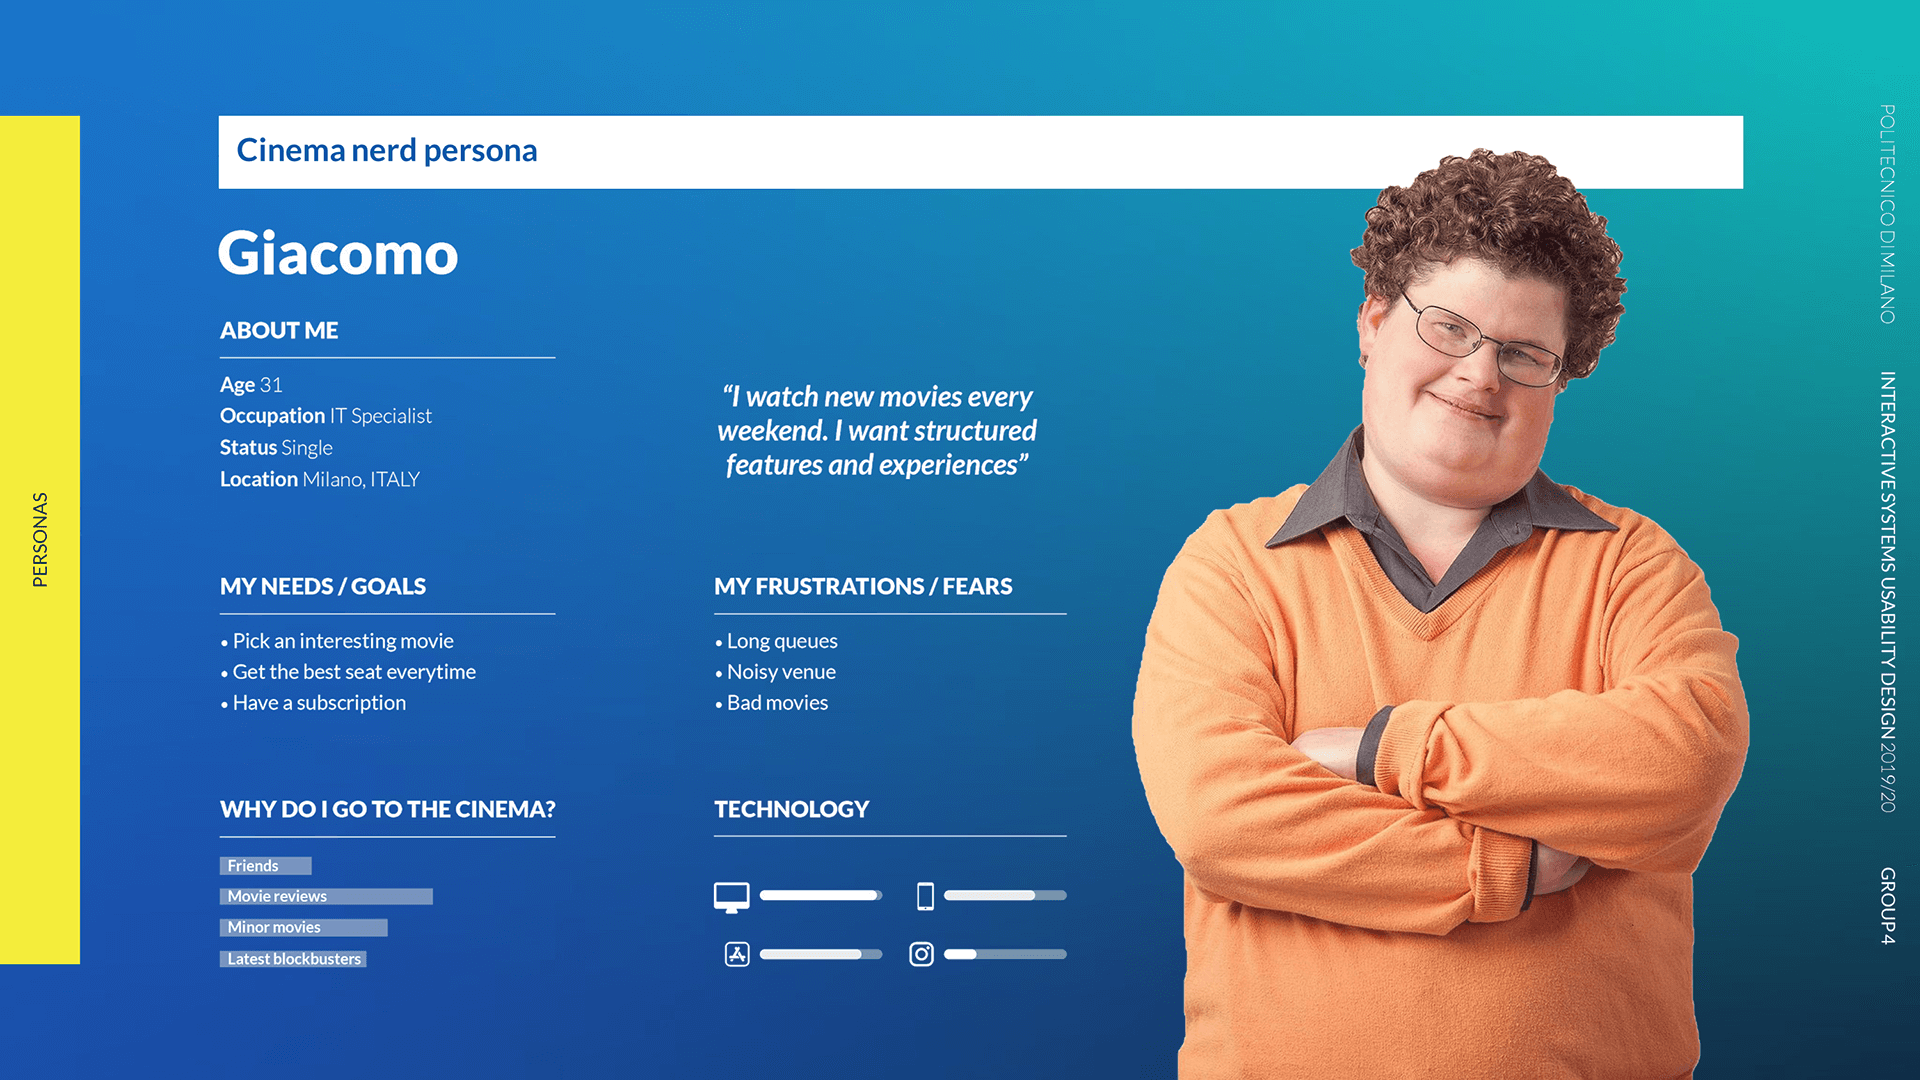 PERSONAS
Cinema nerd persona
Giacomo
ABOUT ME
Age 31
Occupation IT Specialist
Status Single
Location Milano, ITALY
“I watch new movies every
weekend. I want structured
features and experiences”
MY NEEDS / GOALS
• Pick an interesting movie
• Get the best seat everytime
• Have a subscription
MY FRUSTRATIONS / FEARS
• Long queues
• Noisy venue
• Bad movies
WHY DO I GO TO THE CINEMA?
Friends
Movie reviews
Minor movies
Latest blockbusters
TECHNOLOGY
POLITECNICO DI MILANO
INTERACTIVE SYSTEMS USABILITY DESIGN 2019/20
GROUP 4